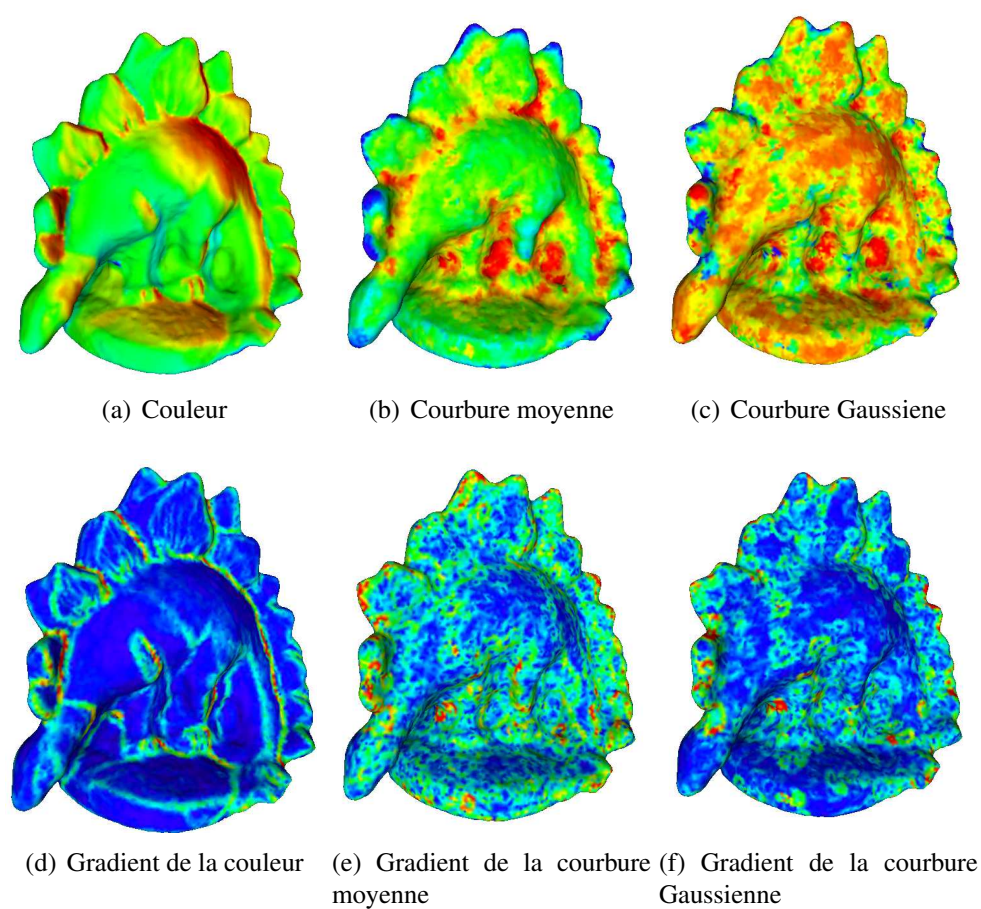 (a) Couleur
(b) Courbure moyenne
(c) Courbure Gaussiene
(d) Gradient de la couleur
(e) Gradient de la courbure
moyenne
(f) Gradient de la courbure
Gaussienne